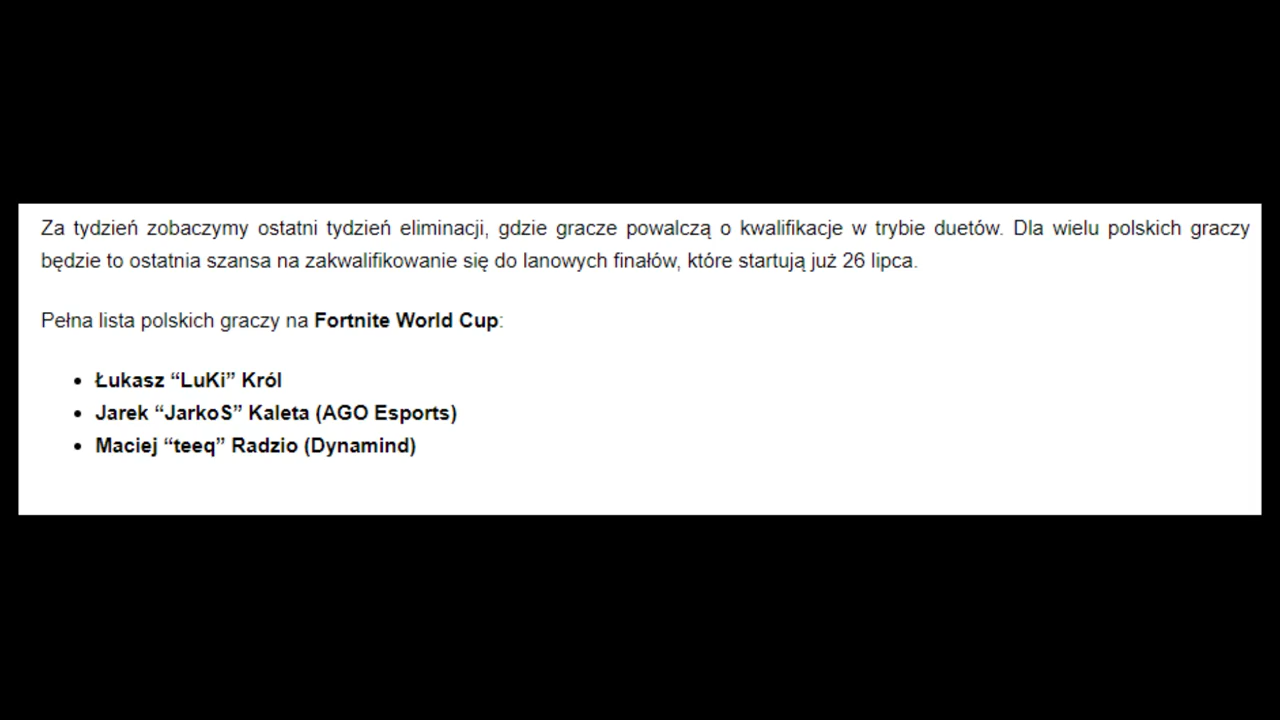 Za tydzień zobaczymy ostatni tydzień eliminacji, gdzie gracze powalczą o kwalifikacje w trybie duetów. Dla wielu polskich graczy
będzie to ostatnia szansa na zakwalifikowanie się do lanowych finałów, które startują już 26 lipca.
Pełna lista polskich graczy na Fortnite World Cup:
• Łukasz “LuKi” Król
• Jarek “JarkoS” Kaleta (AGO Esports)
• Maciej “teeq” Radzio (Dynamind)